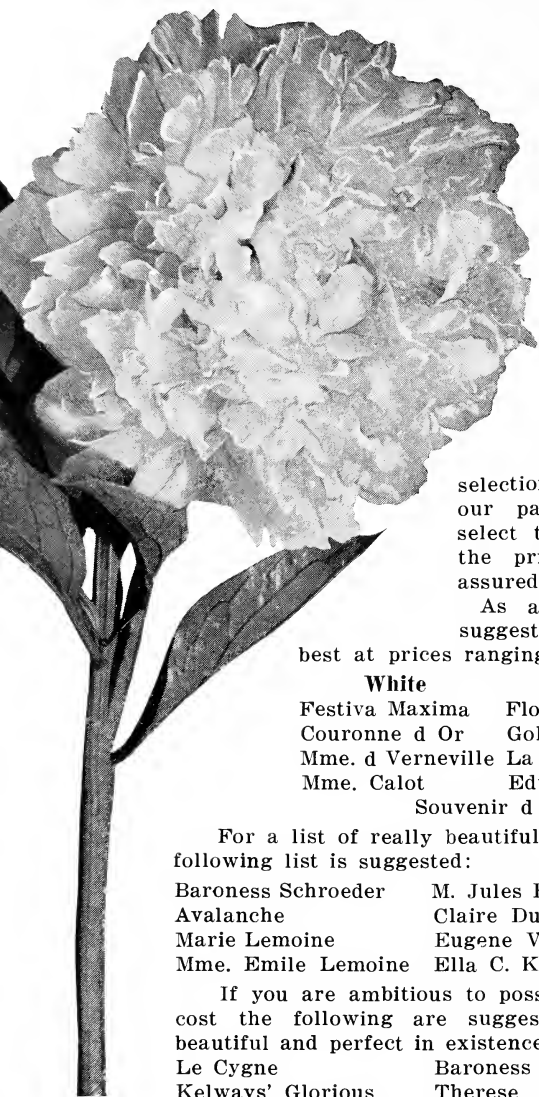 selection
our pa
select t
the pri
assured
As a
suggest
best at prices ranging
White
Festiva Maxima Flo
Couronne d Or Gol
Mme. d Verneville La
Mme. Calot Ed
Souvenir d
For a list of really beautiful
following list is suggested:
Baroness Schroeder M. Jules
Avalanche Claire Du
Marie Lemoine Eugene V
Mme. Emile Lemoine Ella C. K
If you are ambitious to poss
cost the following are sugges
beautiful and perfect in existence
Le Cygne Baroness
Kelways' Glorious Therese